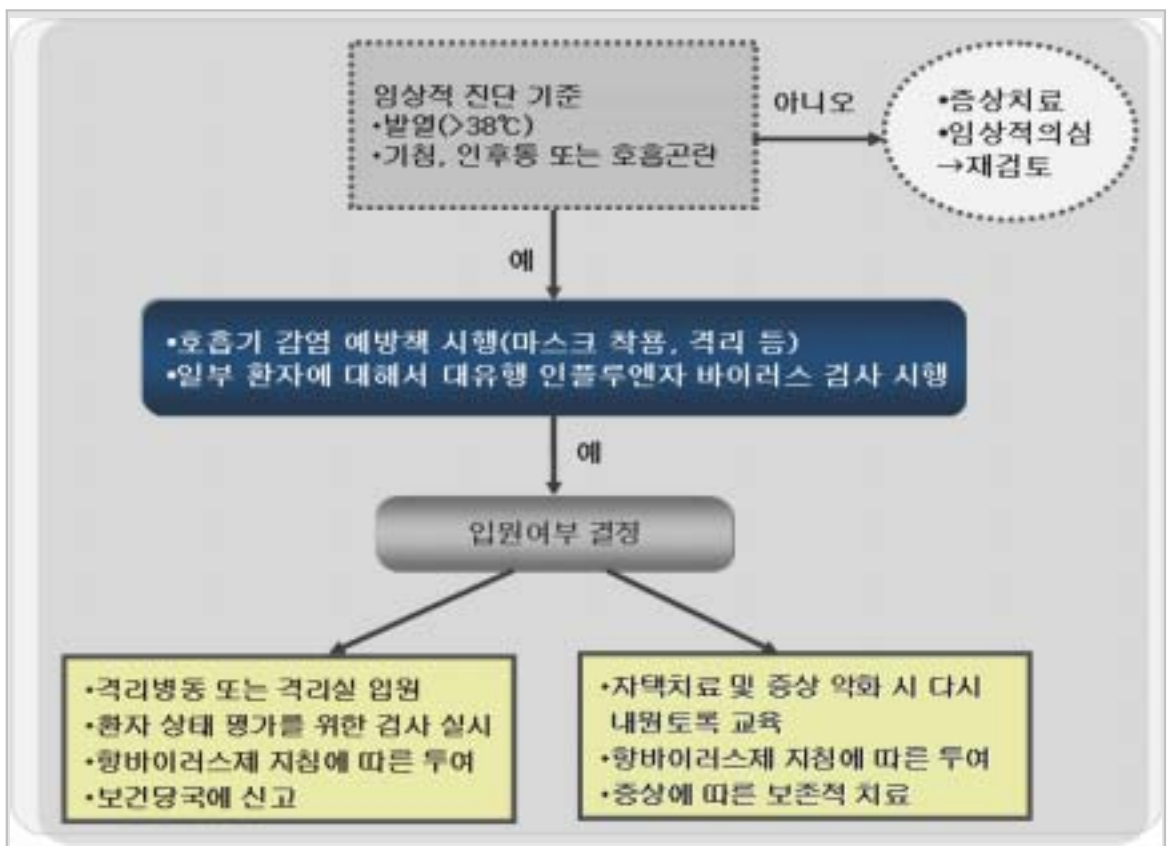 임상적 진단 기준
•발열(>38℃)
•기침, 인후통 또는 호흡곤란
아니오
•증상치료
•임상적의심
→재검토
예
•호흡기 감염 예방책 시행(마스크 착용, 격리 등)
•일부 환자에 대해서 대유행 인플루엔자 바이러스 검사 시행
예
입원여부 결정
•격리병동 또는 격리실 입원
•환자 상태 평가를 위한 검사 실시
•항바이러스제 지침에 따른 투여
•보건당국에 신고
•자택치료 및 증상 악화 시 다시
내원토록 교육
•항바이러스제 지침에 따른 투여
•증상에 따른 보존적 치료